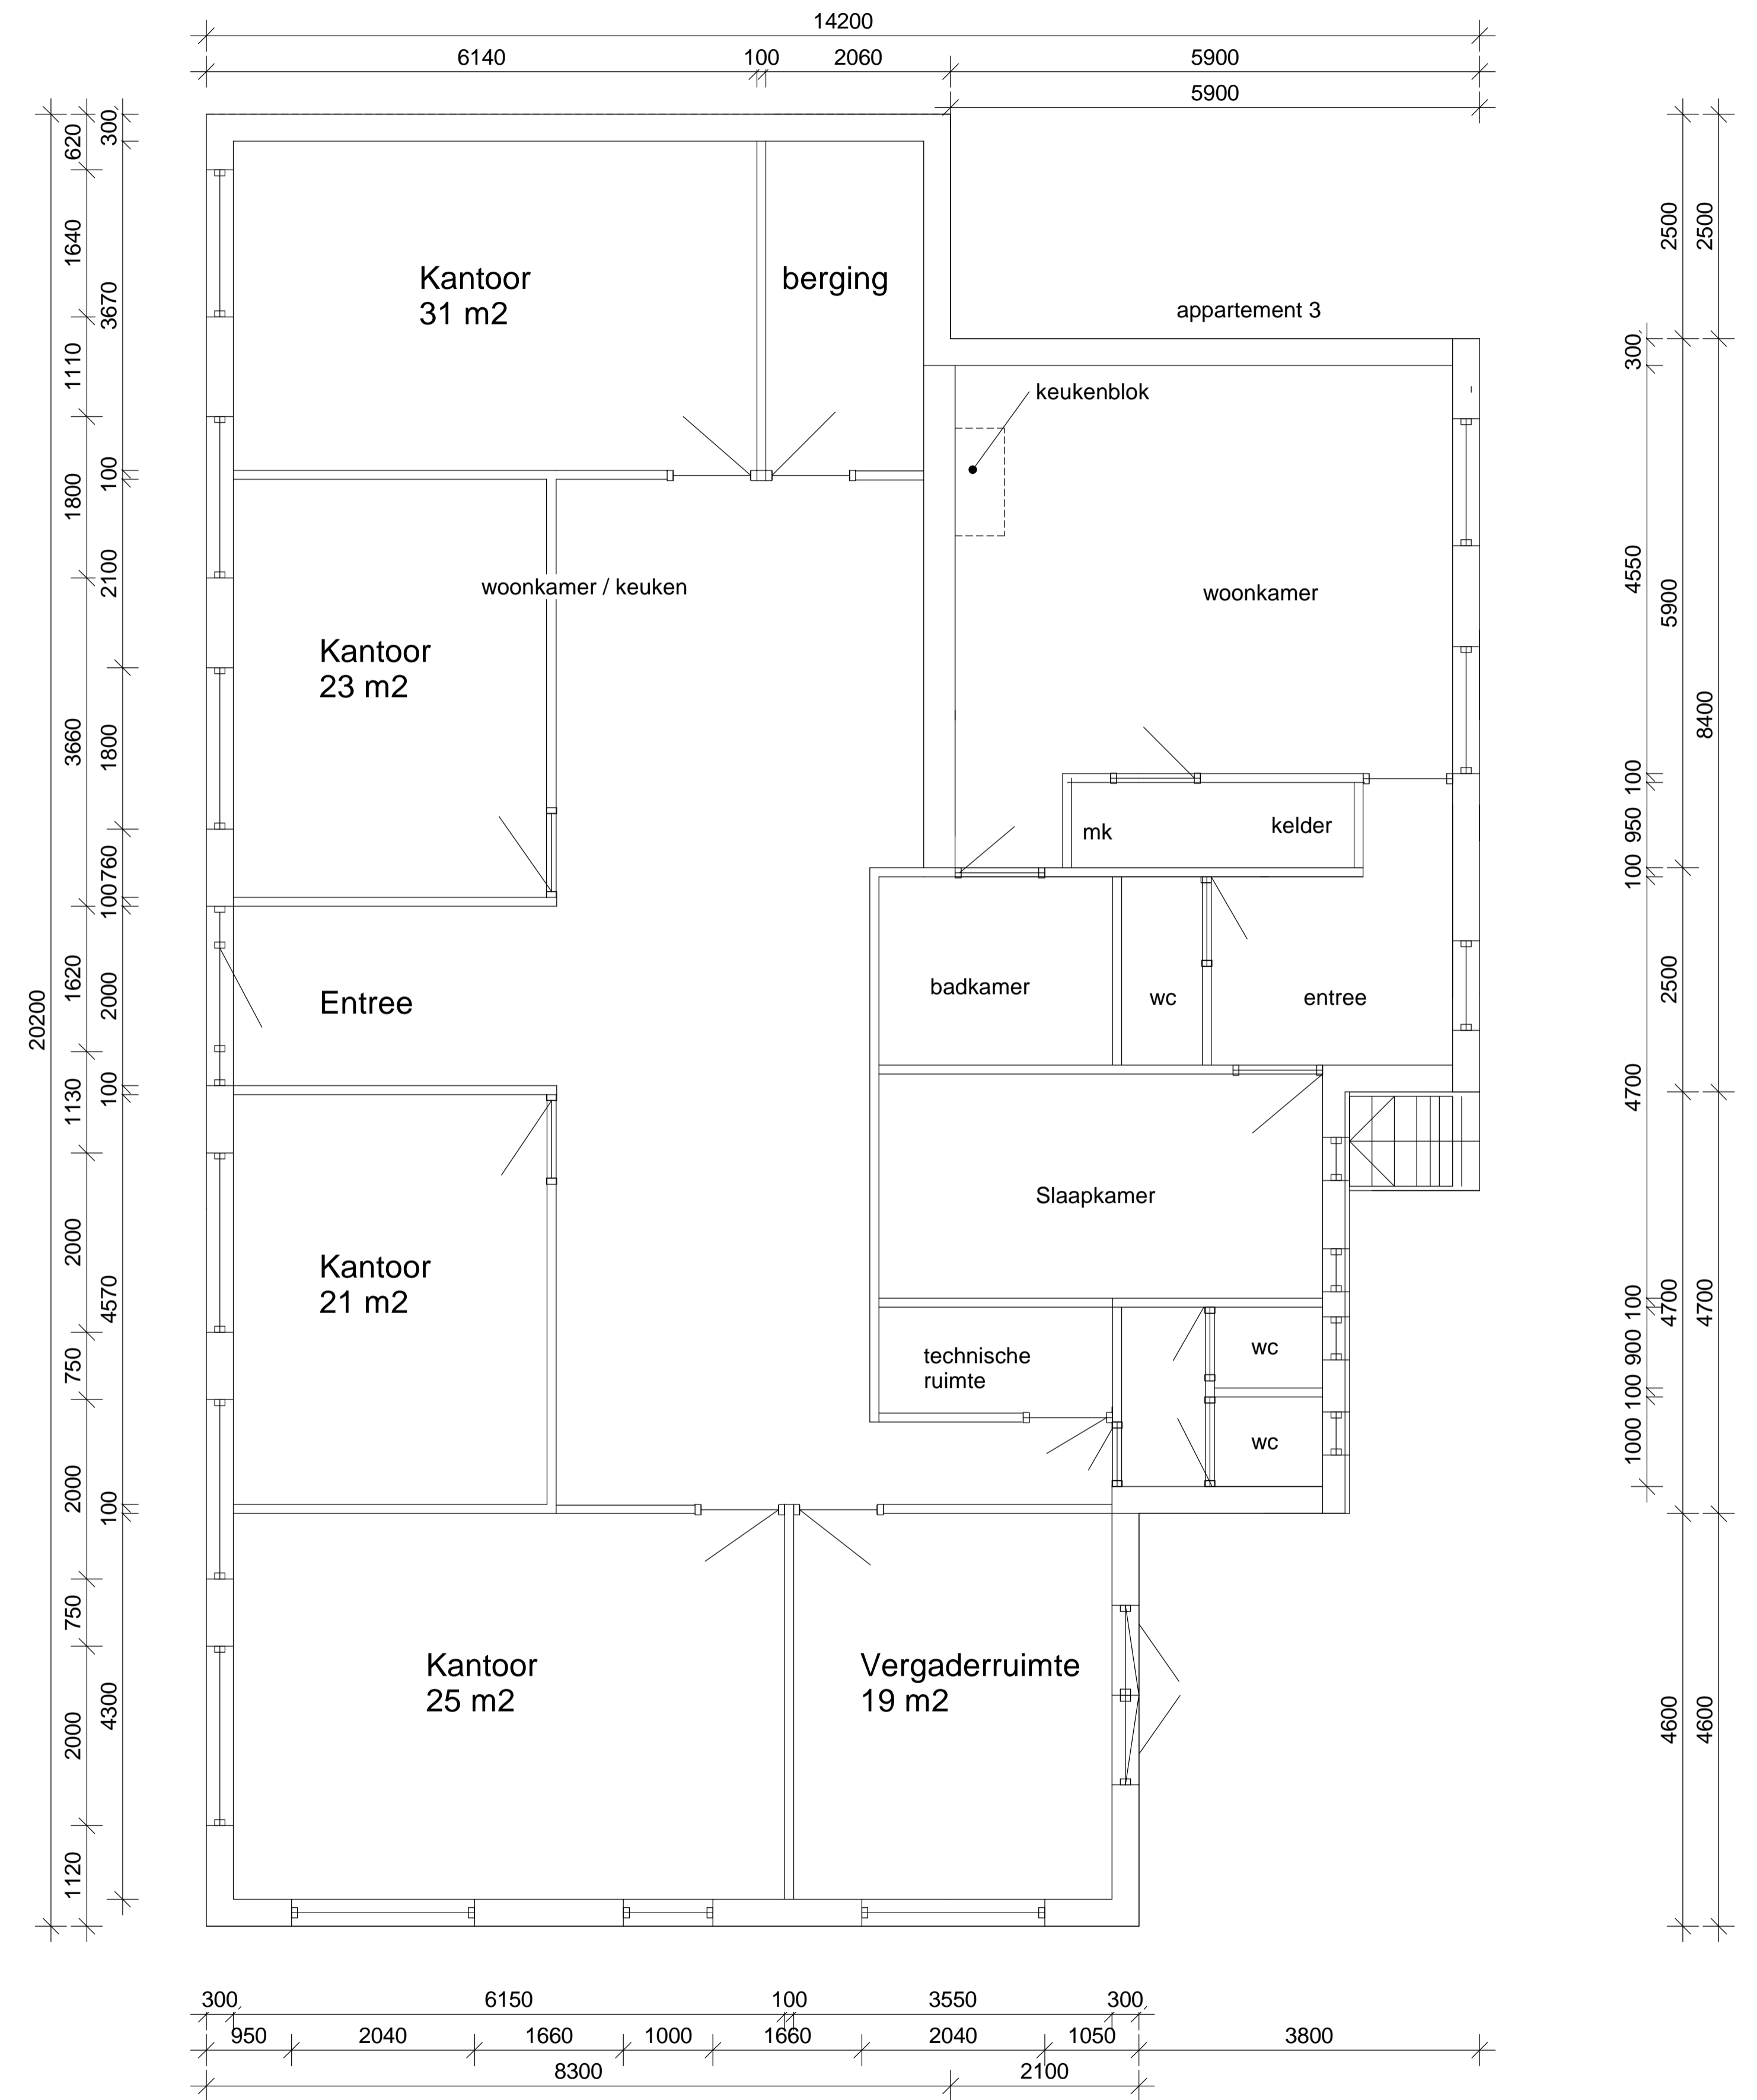 14200
6140 100 2060 5900
5900
620 300
1640
3670
1110
1800
100
2100
3660
1800
760
100
1620
2000
20200
1130
100
2000
4570
750
2000
100
750
4300
2000
1120
Kantoor
31 m2
berging
appartement 3
keukenblok
woonkamer / keuken
woonkamer
Kantoor
23 m2
mk
kelder
Entree
badkamer
wc
entree
Slaapkamer
Kantoor
21 m2
technische
ruimte
wc
wc
Kantoor
25 m2
Vergaderruimte
19 m2
2500 2500
300
4550
5900
8400
100
950
100
2500
4700
100
4700 4700
900
100
1000
4600 4600
300 6150 100 3550 300
950 2040 1660 1000 1660 2040 1050 3800
8300 2100